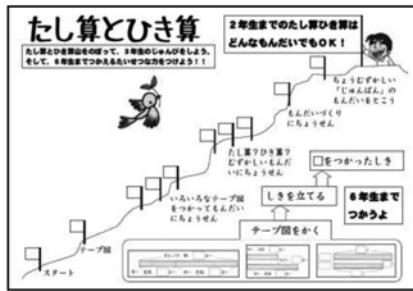 たし算とひき算
たし算とひき算山をのぼって、3年生のじゅんびをしよう。
そして、6年生までつかえるたいせつな力をつけよう!!
2年生までのたし算ひき算は
どんなもんだいでもOK!
ちょうむずかしい
「じゅんばん」の
もんだいをとこう
もんだいづくり
にちょうせん
たし算?ひき算?
むずかしいもんだ
いにちょうせん
いろいろなテープ図
をつかってもんだい
にちょうせん
テープ図
スタート
□をつかったしき
しきを立てる
テープ図をかく
6年生まで
つかうよ